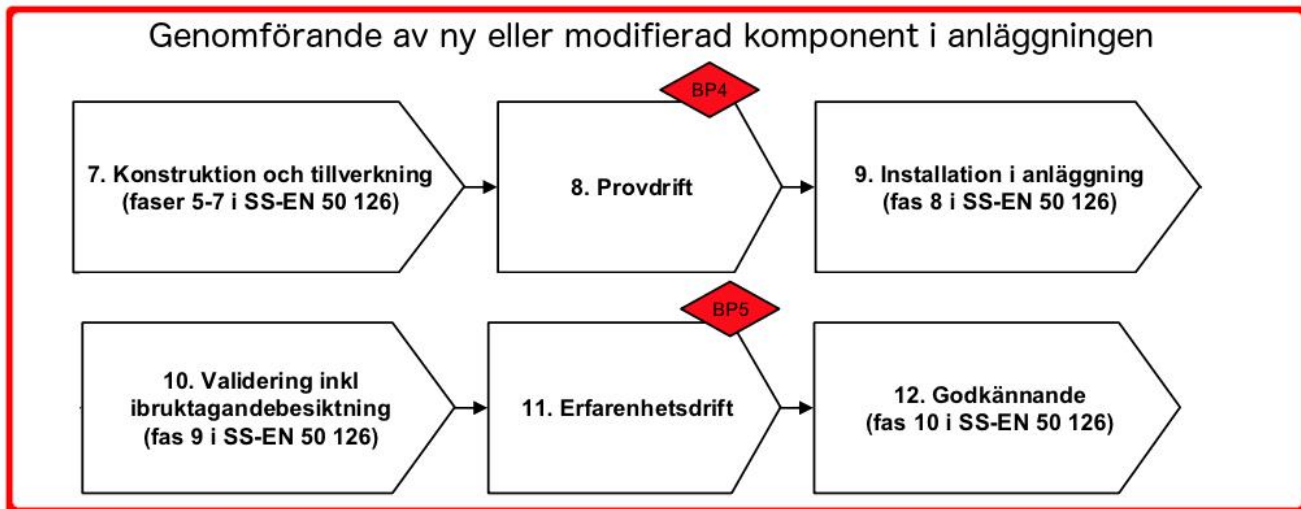 Genomförande av ny eller modifierad komponent i anläggningen
BP4
7. Konstruktion och tillverkning
(faser 5-7 i SS-EN 50 126)
8. Provdrift
9. Installation i anläggning
(fas 8 i SS-EN 50 126)
BP5
10. Validering inkl
ibruktagandebesiktning
(fas 9 i SS-EN 50 126)
11. Erfarenhetsdrift
12. Godkännande
(fas 10 i SS-EN 50 126)